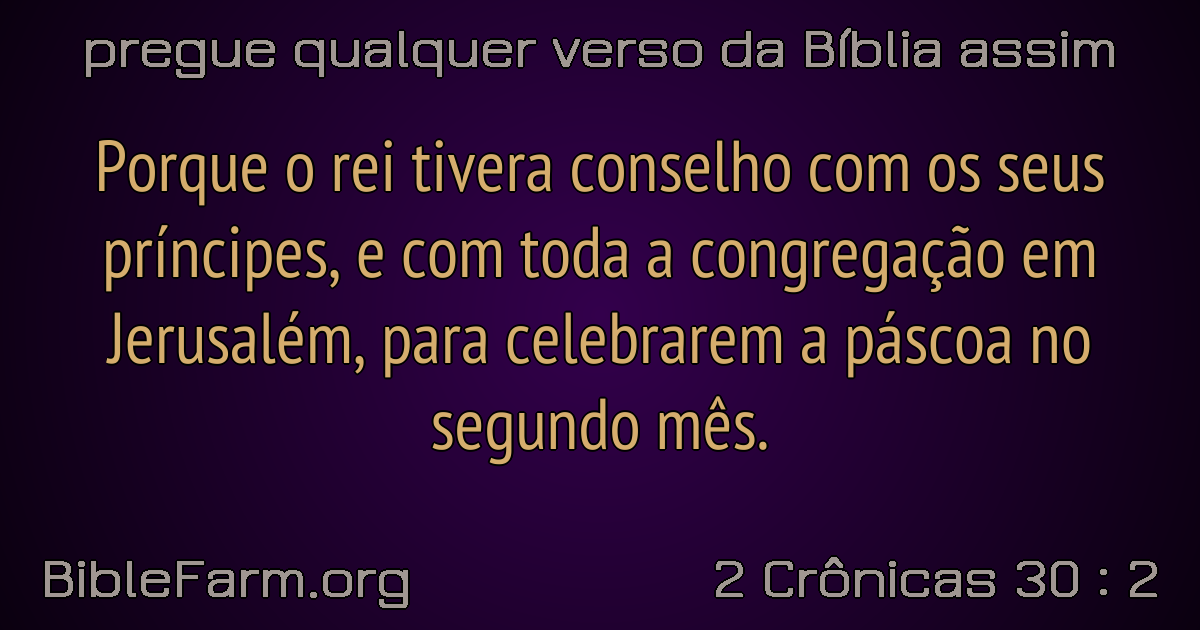 pregue qualquer verso da Bíblia assim
Porque o rei tivera conselho com os seus
príncipes, e com toda a congregação em
Jerusalém, para celebrarem a páscoa no
segundo mês.
BibleFarm.org
2 Crônicas 30 : 2